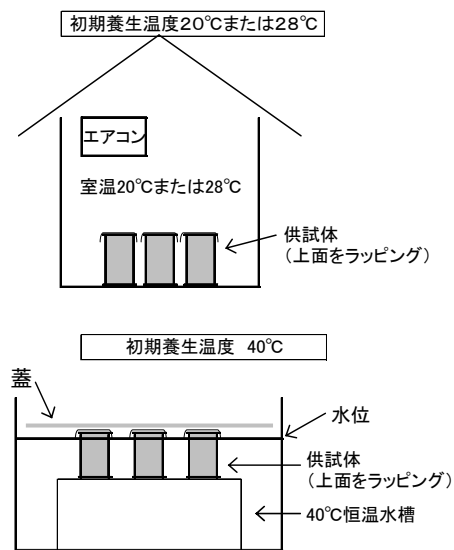 初期養生温度20℃または28℃
エアコン
室温20℃または28℃
供試体
(上面をラッピング)
初期養生温度 40℃
蓋
水位
供試体
(上面をラッピング)
40℃恒温水槽